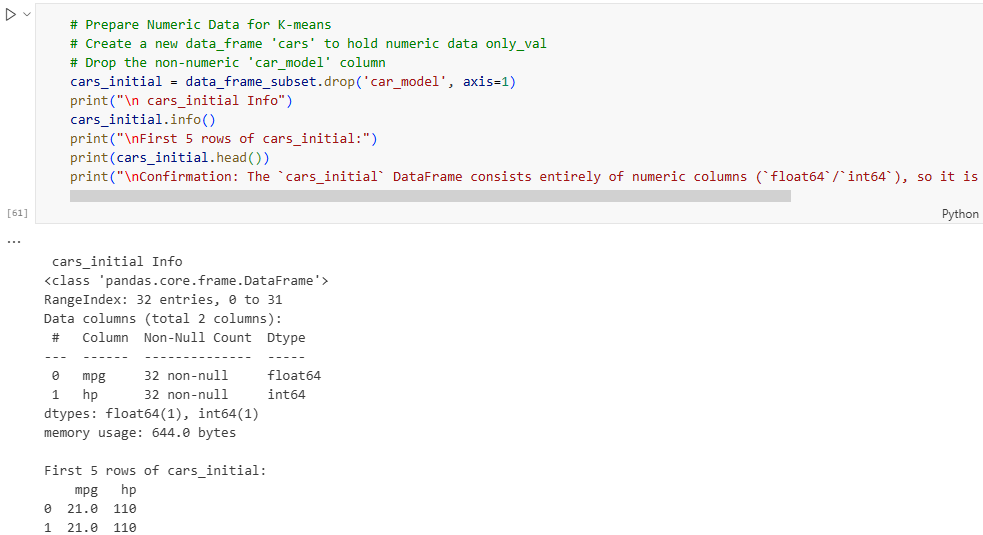 # Prepare Numeric Data for K-means
# Create a new data_frame 'cars' to hold numeric data only_val
# Drop the non-numeric 'car_model' column
cars_initial = data_frame_subset.drop('car_model', axis=1)
print("\n cars_initial Info")
cars_initial.info()
print("\nFirst 5 rows of cars_initial:")
print(cars_initial.head())
print("\nConfirmation: The `cars_initial` DataFrame consists entirely of numeric columns (`float64`/`int64`), so it is
[61]
Python
...
 cars_initial Info
<class 'pandas.core.frame.DataFrame'>
RangeIndex: 32 entries, 0 to 31
Data columns (total 2 columns):
 #   Column  Non-Null Count  Dtype
---  ------  --------------  -----
 0   mpg     32 non-null     float64
 1   hp      32 non-null     int64
dtypes: float64(1), int64(1)
memory usage: 644.0 bytes
First 5 rows of cars_initial:
    mpg   hp
0  21.0  110
1  21.0  110